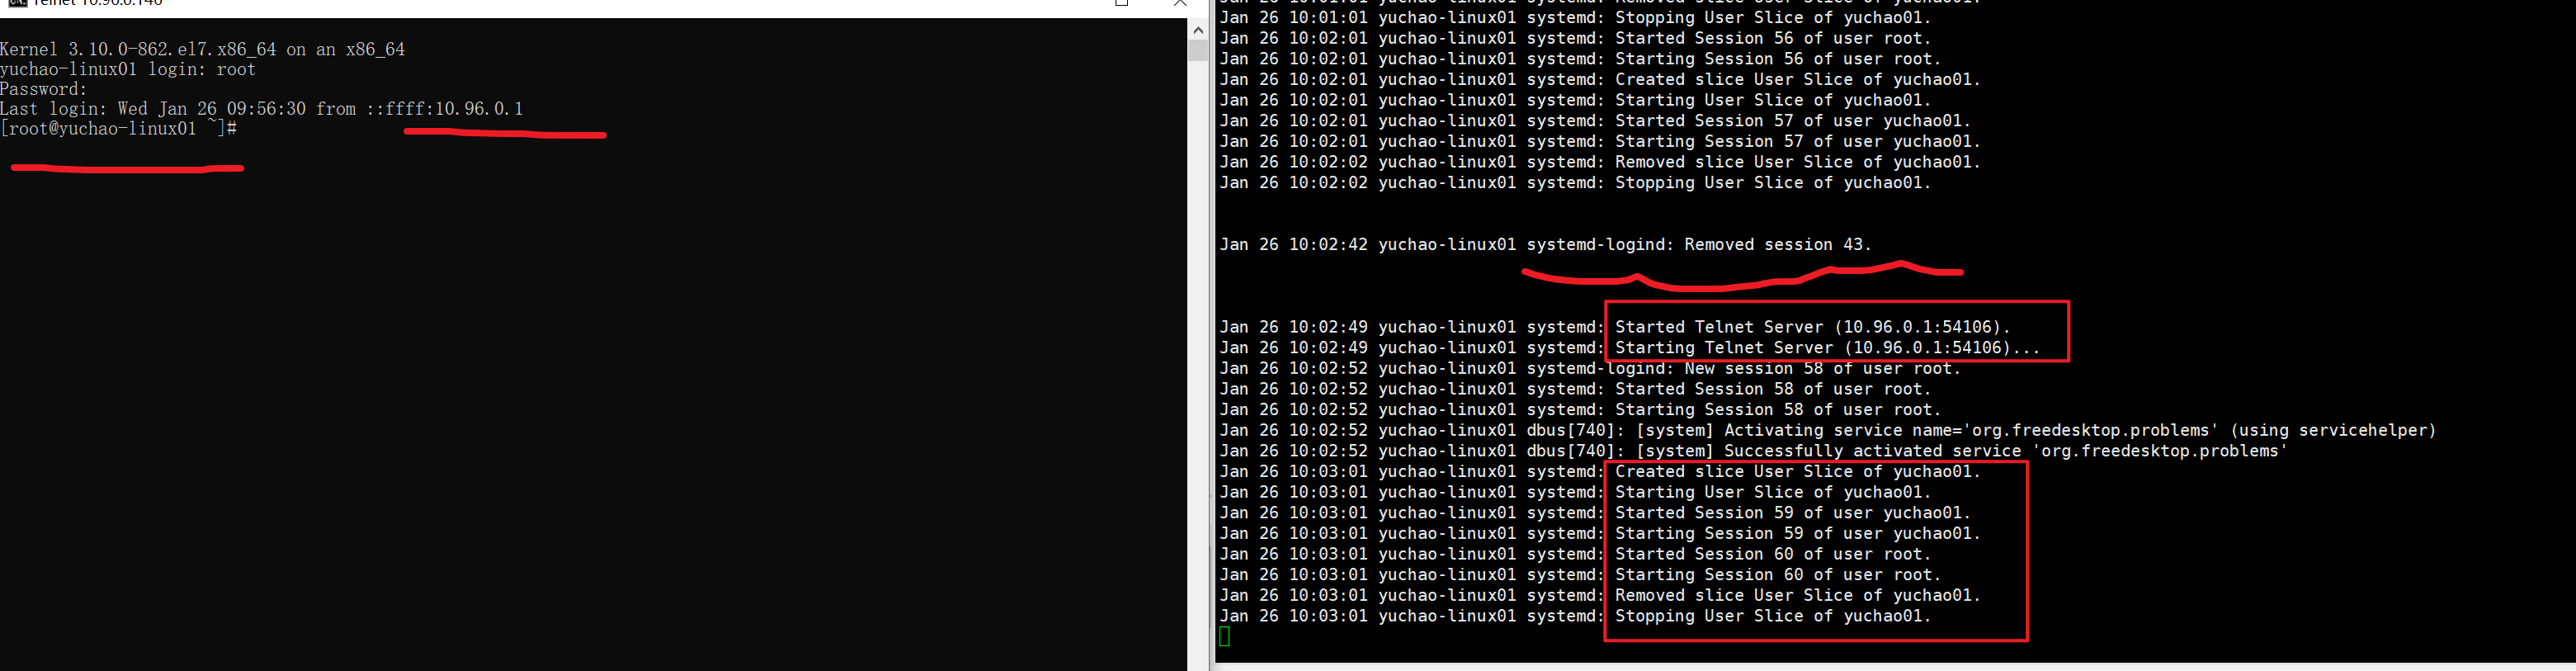 Telnet 10.96.0.146
Kernel 3.10.0-862.el7.x86_64 on an x86_64
yuchao-linux01 login: root
Password:
Last login: Wed Jan 26 09:56:30 from ::ffff:10.96.0.1
[root@yuchao-linux01 ~]#
Jan 26 10:01:01 yuchao-linux01 systemd: Removed slice User Slice of yuchao01.
Jan 26 10:01:01 yuchao-linux01 systemd: Stopping User Slice of yuchao01.
Jan 26 10:02:01 yuchao-linux01 systemd: Started Session 56 of user root.
Jan 26 10:02:01 yuchao-linux01 systemd: Starting Session 56 of user root.
Jan 26 10:02:01 yuchao-linux01 systemd: Created slice User Slice of yuchao01.
Jan 26 10:02:01 yuchao-linux01 systemd: Starting User Slice of yuchao01.
Jan 26 10:02:01 yuchao-linux01 systemd: Started Session 57 of user yuchao01.
Jan 26 10:02:01 yuchao-linux01 systemd: Starting Session 57 of user yuchao01.
Jan 26 10:02:02 yuchao-linux01 systemd: Removed slice User Slice of yuchao01.
Jan 26 10:02:02 yuchao-linux01 systemd: Stopping User Slice of yuchao01.
Jan 26 10:02:42 yuchao-linux01 systemd-logind: Removed session 43.
Jan 26 10:02:49 yuchao-linux01 systemd: Started Telnet Server (10.96.0.1:54106).
Jan 26 10:02:49 yuchao-linux01 systemd: Starting Telnet Server (10.96.0.1:54106)...
Jan 26 10:02:52 yuchao-linux01 systemd-logind: New session 58 of user root.
Jan 26 10:02:52 yuchao-linux01 systemd: Started Session 58 of user root.
Jan 26 10:02:52 yuchao-linux01 systemd: Starting Session 58 of user root.
Jan 26 10:02:52 yuchao-linux01 dbus[740]: [system] Activating service name='org.freedesktop.problems' (using servicehelper)
Jan 26 10:02:52 yuchao-linux01 dbus[740]: [system] Successfully activated service 'org.freedesktop.problems'
Jan 26 10:03:01 yuchao-linux01 systemd: Created slice User Slice of yuchao01.
Jan 26 10:03:01 yuchao-linux01 systemd: Starting User Slice of yuchao01.
Jan 26 10:03:01 yuchao-linux01 systemd: Started Session 59 of user yuchao01.
Jan 26 10:03:01 yuchao-linux01 systemd: Starting Session 59 of user yuchao01.
Jan 26 10:03:01 yuchao-linux01 systemd: Started Session 60 of user root.
Jan 26 10:03:01 yuchao-linux01 systemd: Starting Session 60 of user root.
Jan 26 10:03:01 yuchao-linux01 systemd: Removed slice User Slice of yuchao01.
Jan 26 10:03:01 yuchao-linux01 systemd: Stopping User Slice of yuchao01.